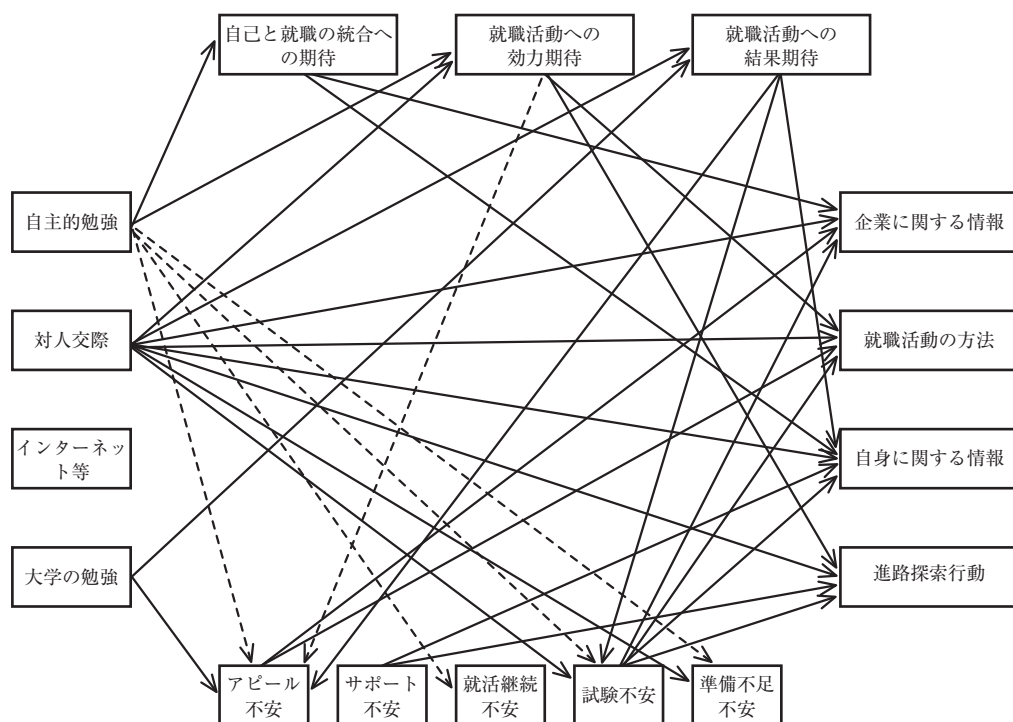 自己と就職の統合へ
の期待
就職活動への
効力期待
就職活動への
結果期待
自主的勉強
企業に関する情報
対人交際
就職活動の方法
インターネッ
ト等
自身に関する情報
大学の勉強
進路探索行動
アピール
不安
サポート
不安
就活継続
不安
試験不安
準備不足
不安